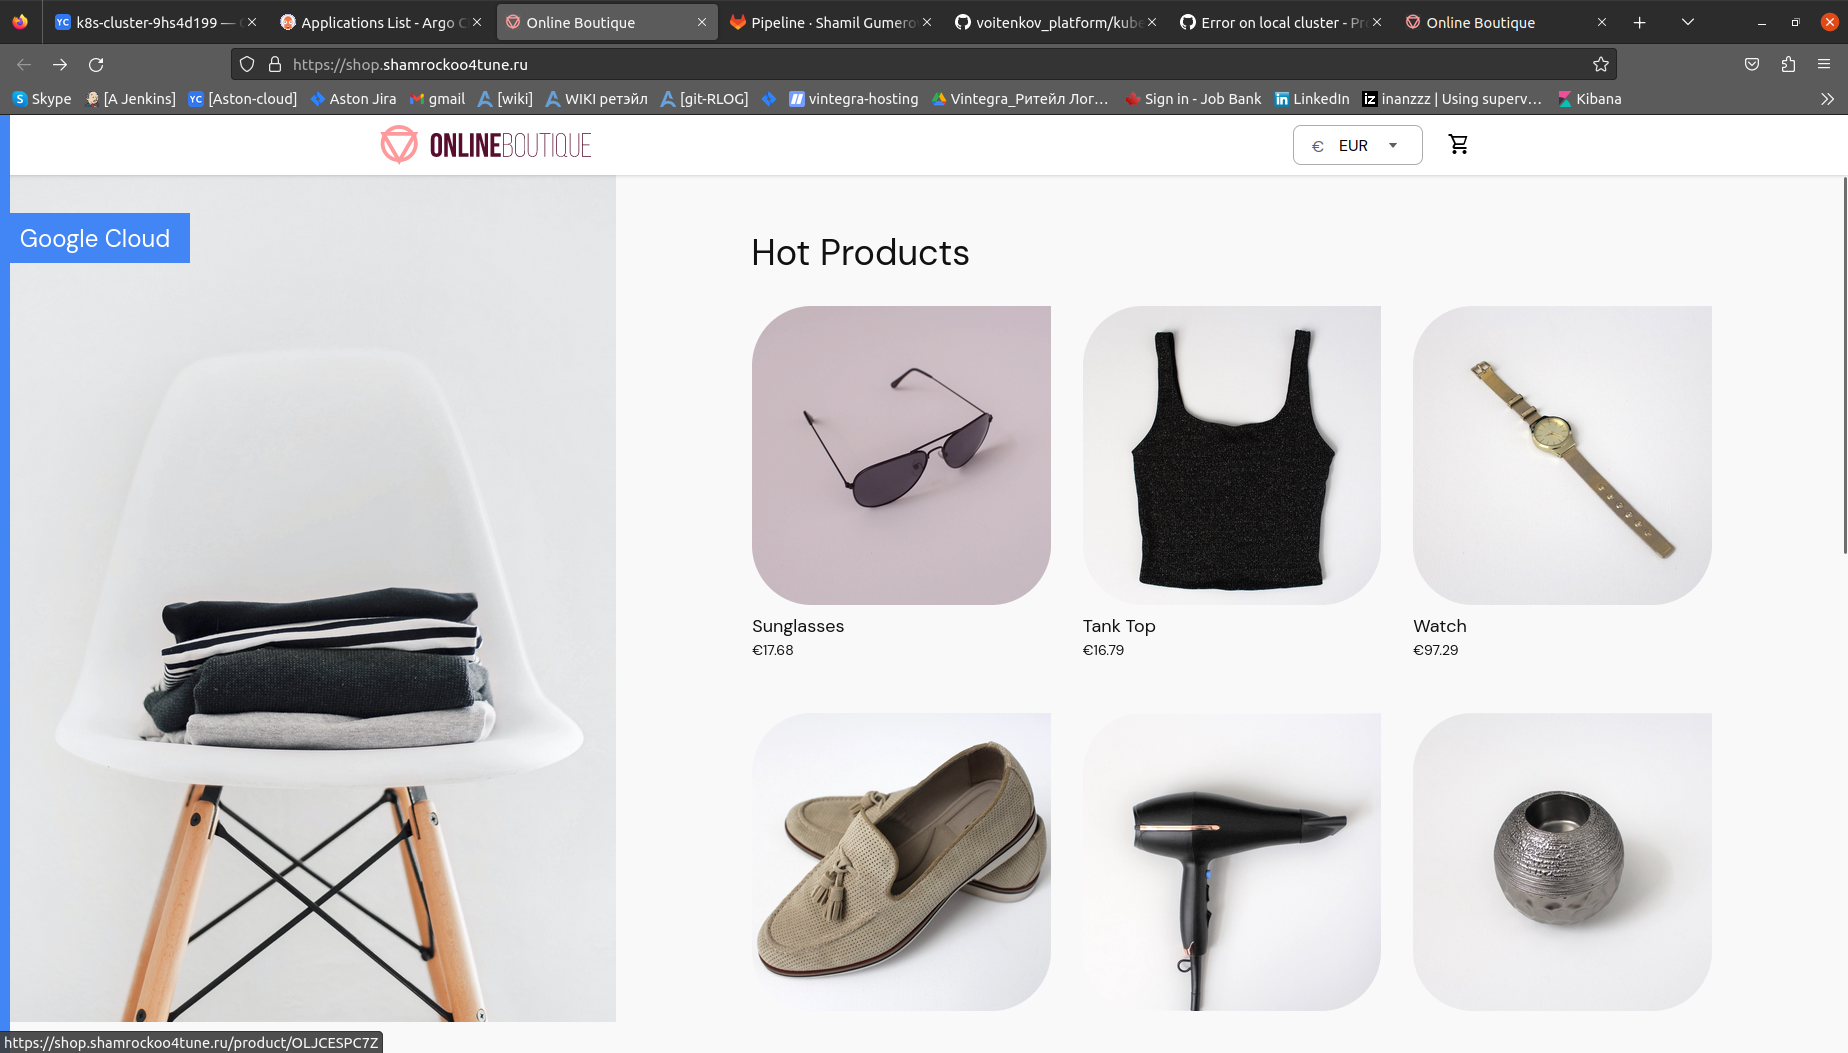 k8s-cluster-9hs4d199 —
Applications List - Argo C
Online Boutique
Pipeline · Shamil Gumero
voitenkov_platform/kube
Error on local cluster - Pr
Online Boutique
https://shop.shamrockoo4tune.ru
Skype
[A Jenkins]
YC
[Aston-cloud]
Aston Jira
gmail
[wiki]
WIKI ретэйл
[git-RLOG]
vintegra-hosting
Vintegra_Ритейл Лог…
Sign in - Job Bank
LinkedIn
iz
inanzzz | Using superv…
Kibana
ONLINEBOUTIQUE
€ EUR
Google Cloud
Hot Products
Sunglasses
€17.68
Tank Top
€16.79
Watch
€97.29
https://shop.shamrockoo4tune.ru/product/OLJCESPC7Z